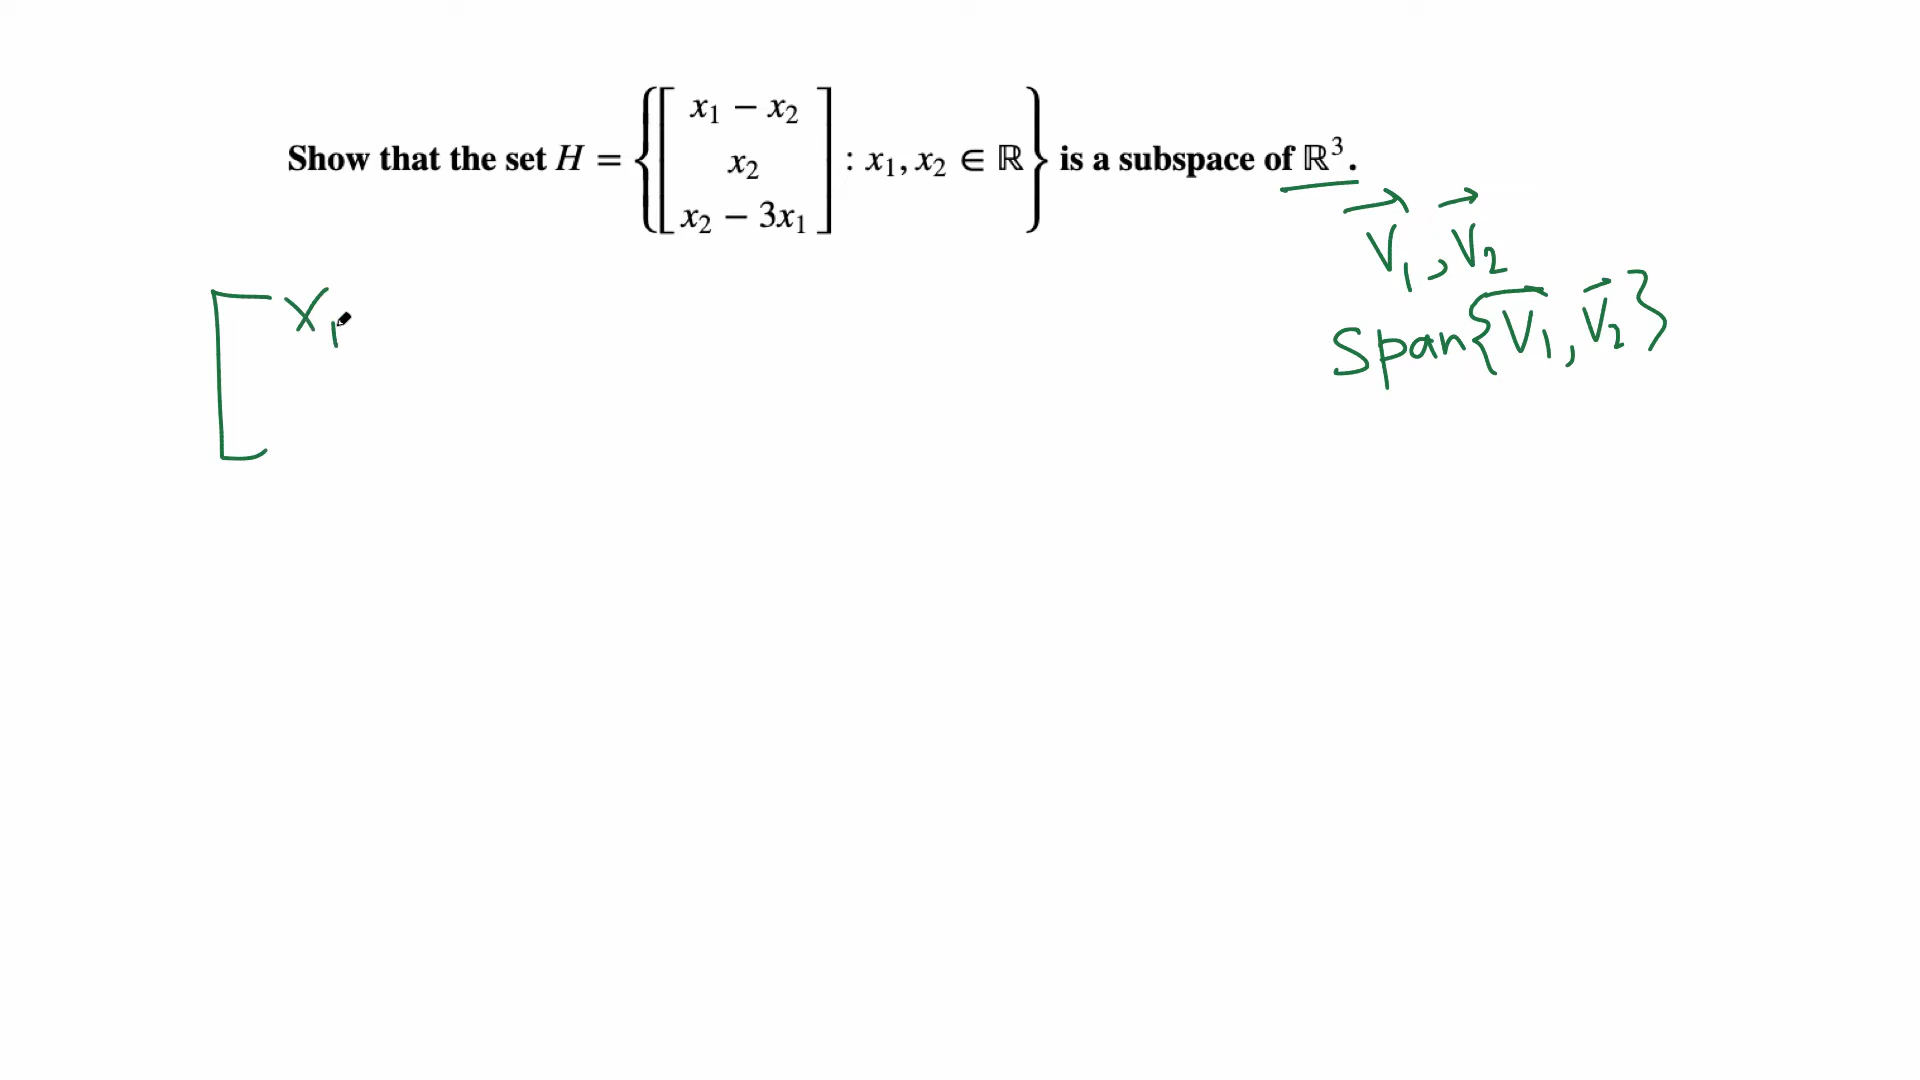 Show that the set H = { [ x₁ − x₂
x₂
x₂ − 3x₁ ] : x₁, x₂ ∈ ℝ } is a subspace of ℝ³.
v⃗₁, v⃗₂
Span{v⃗₁, v⃗₂}
[ x₁